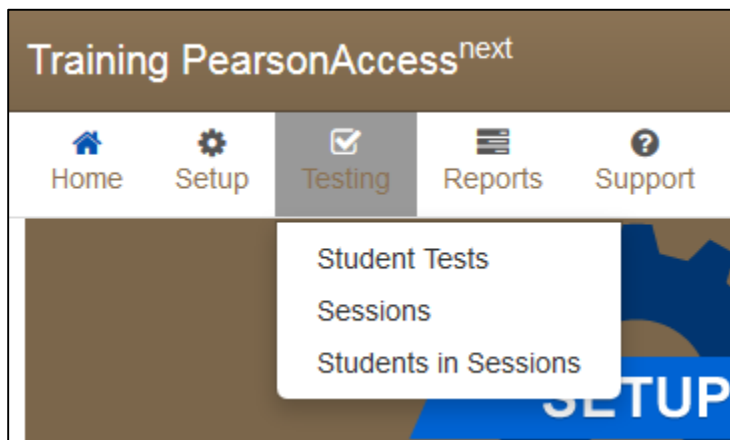 Training PearsonAccessnext
Home Setup Testing Reports Support
Student Tests
Sessions
Students in Sessions
SETUP